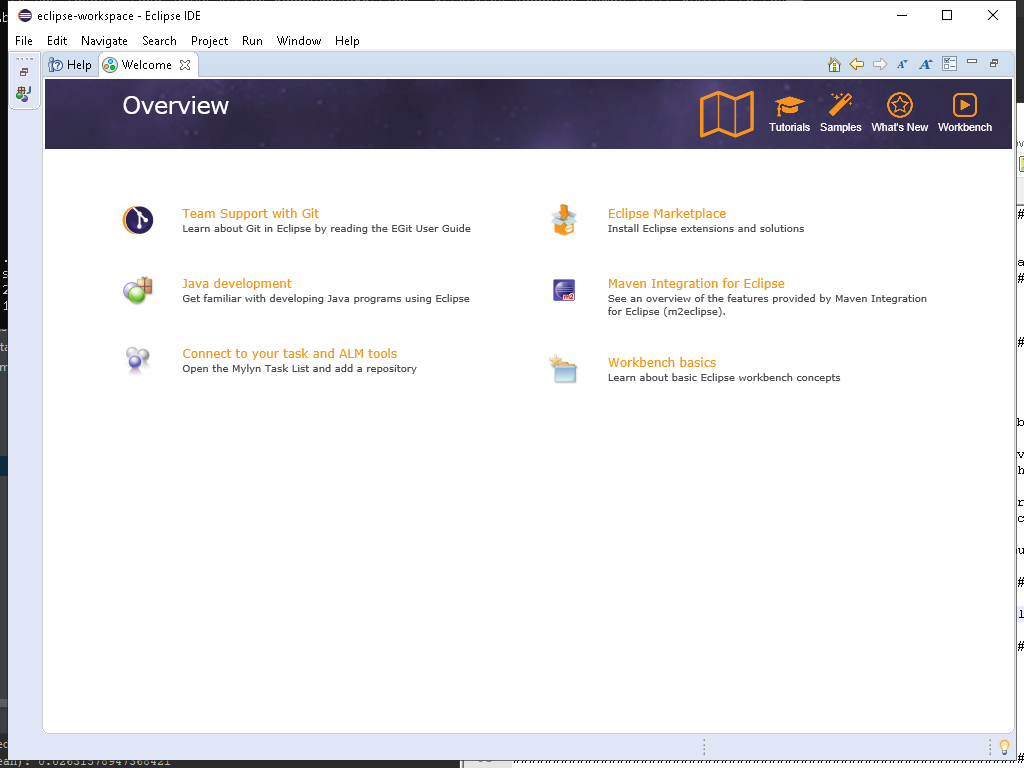 eclipse-workspace - Eclipse IDE
File Edit Navigate Search Project Run Window Help
Help Welcome
Overview
Tutorials Samples What's New Workbench
Team Support with Git
Learn about Git in Eclipse by reading the EGit User Guide
Eclipse Marketplace
Install Eclipse extensions and solutions
Java development
Get familiar with developing Java programs using Eclipse
Maven Integration for Eclipse
See an overview of the features provided by Maven Integration
for Eclipse (m2eclipse).
Connect to your task and ALM tools
Open the Mylyn Task List and add a repository
Workbench basics
Learn about basic Eclipse workbench concepts